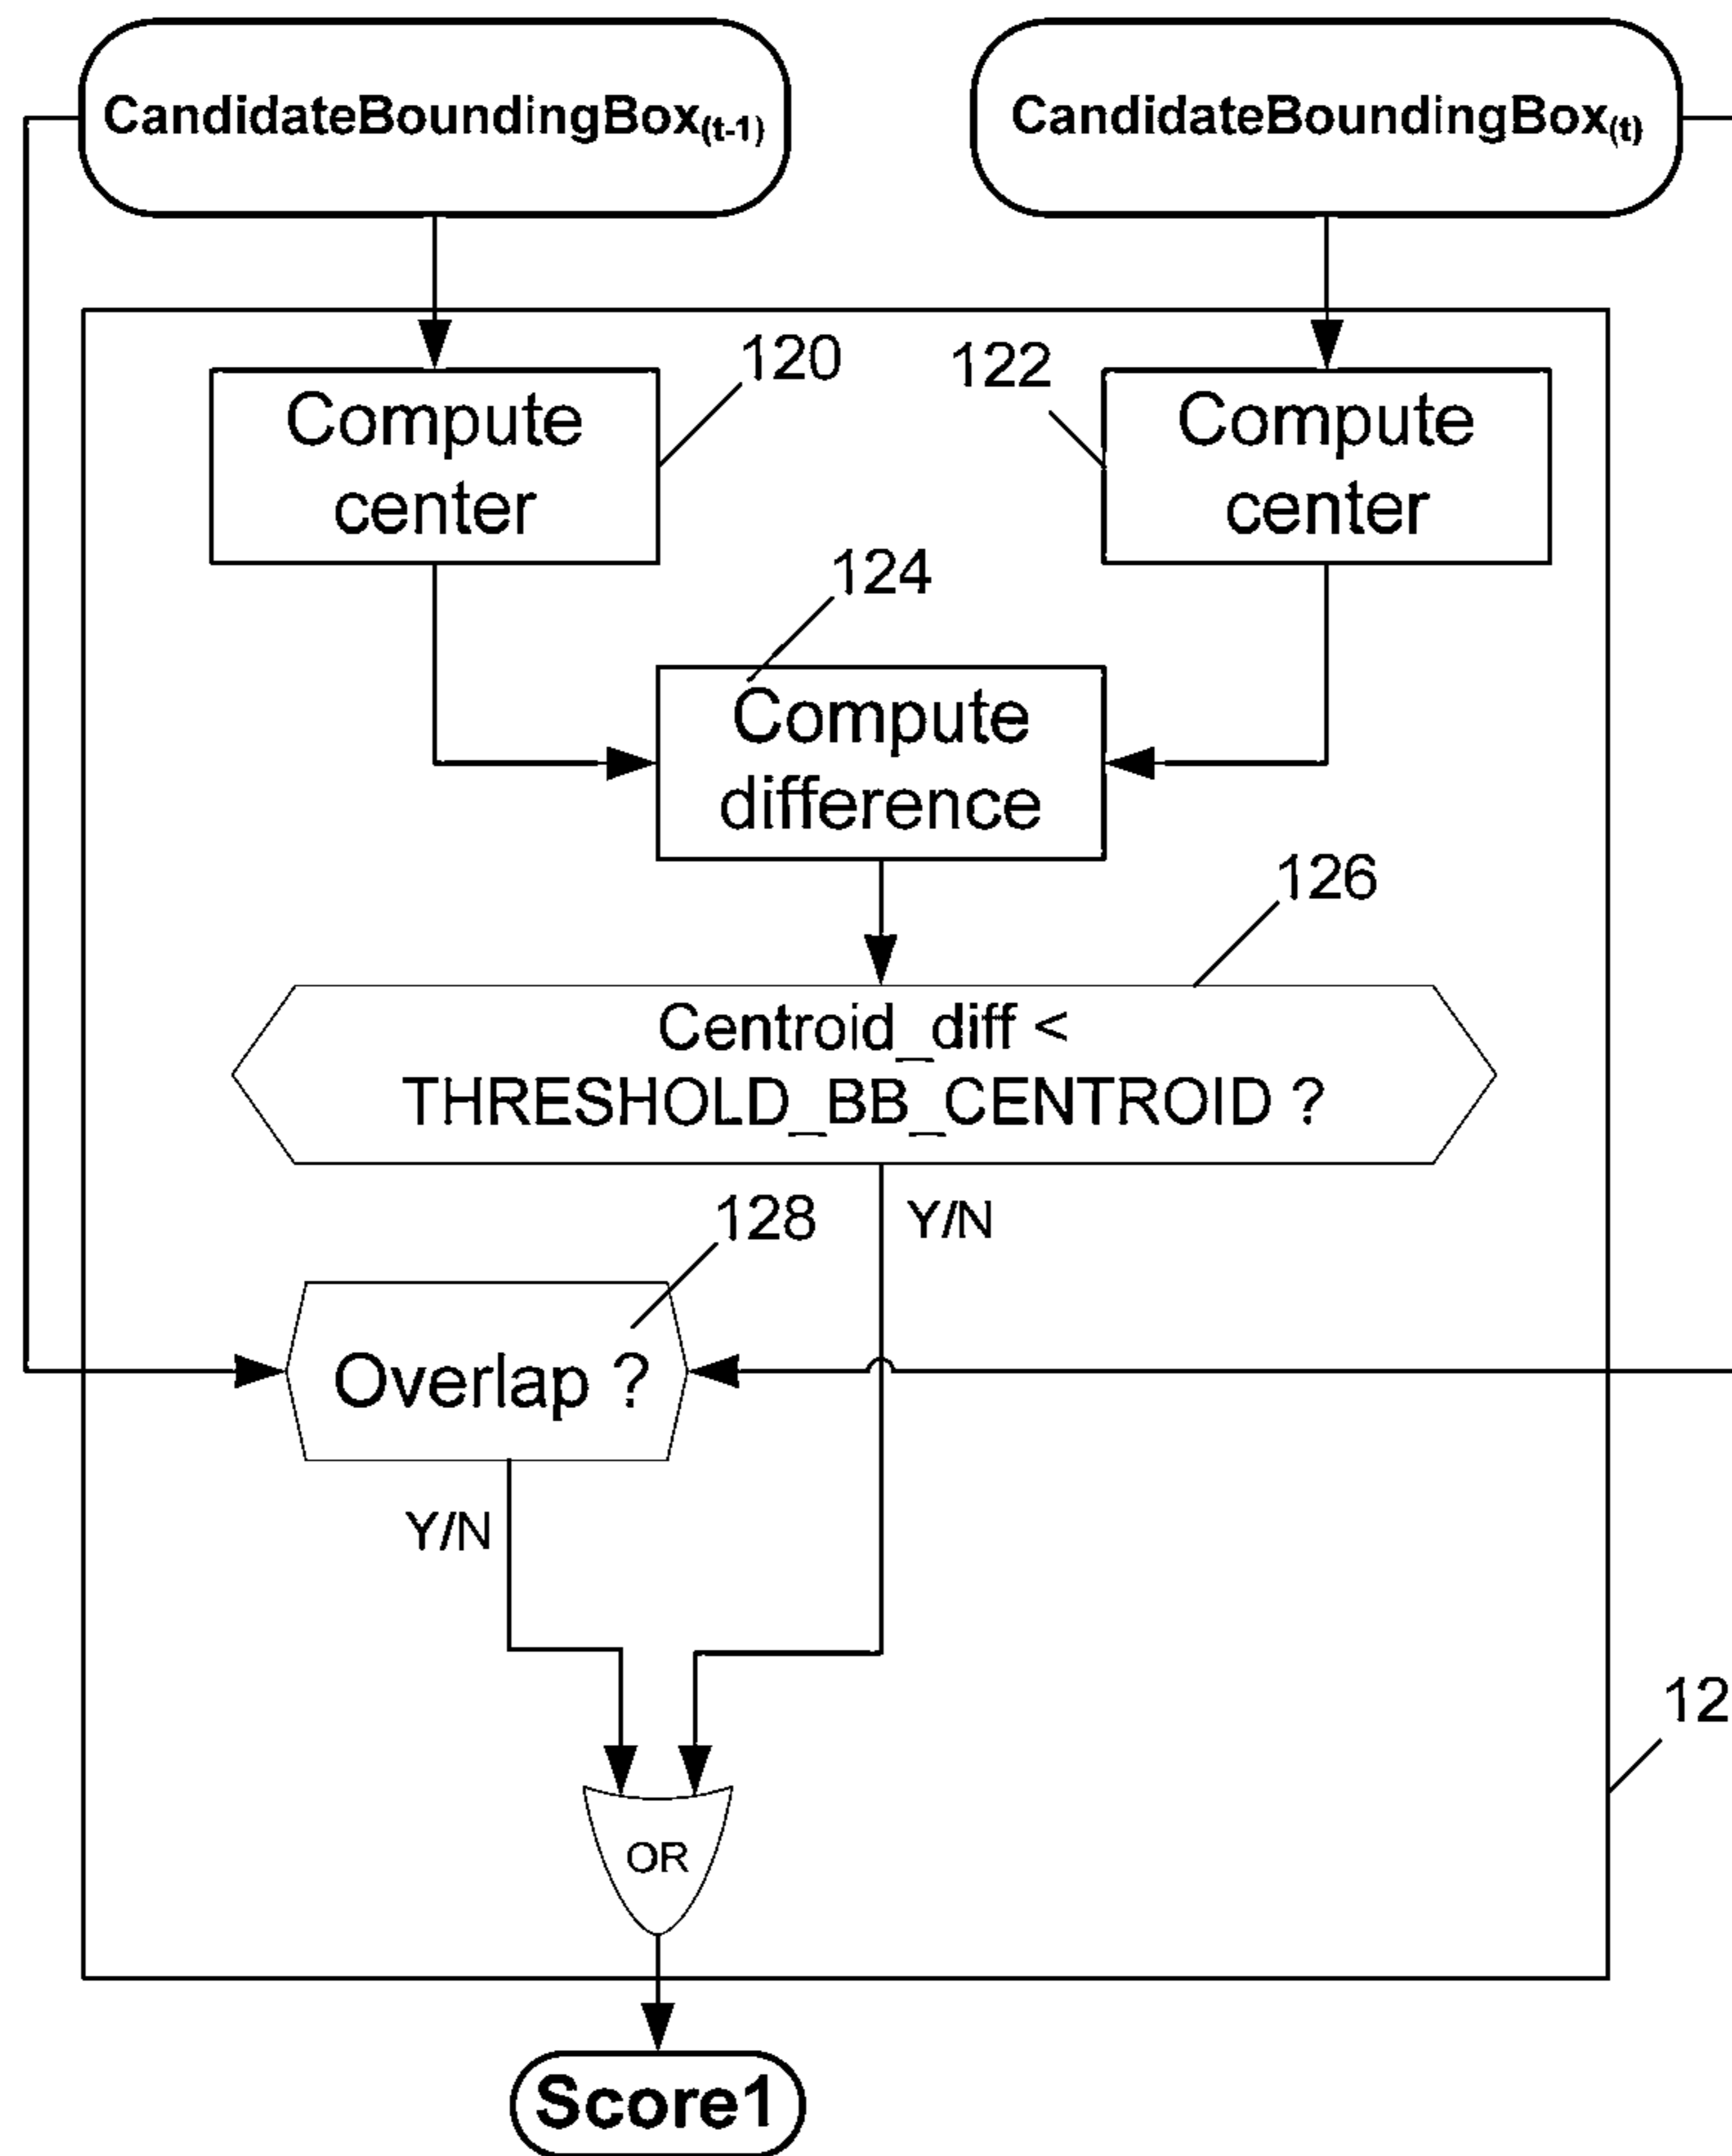 CandidateBoundingBox(t-1)
CandidateBoundingBox(t)
120
122
Compute
center
Compute
center
124
Compute
difference
126
Centroid_diff <
THRESHOLD_BB_CENTROID ?
128
Y/N
Overlap ?
Y/N
12
OR
Score1